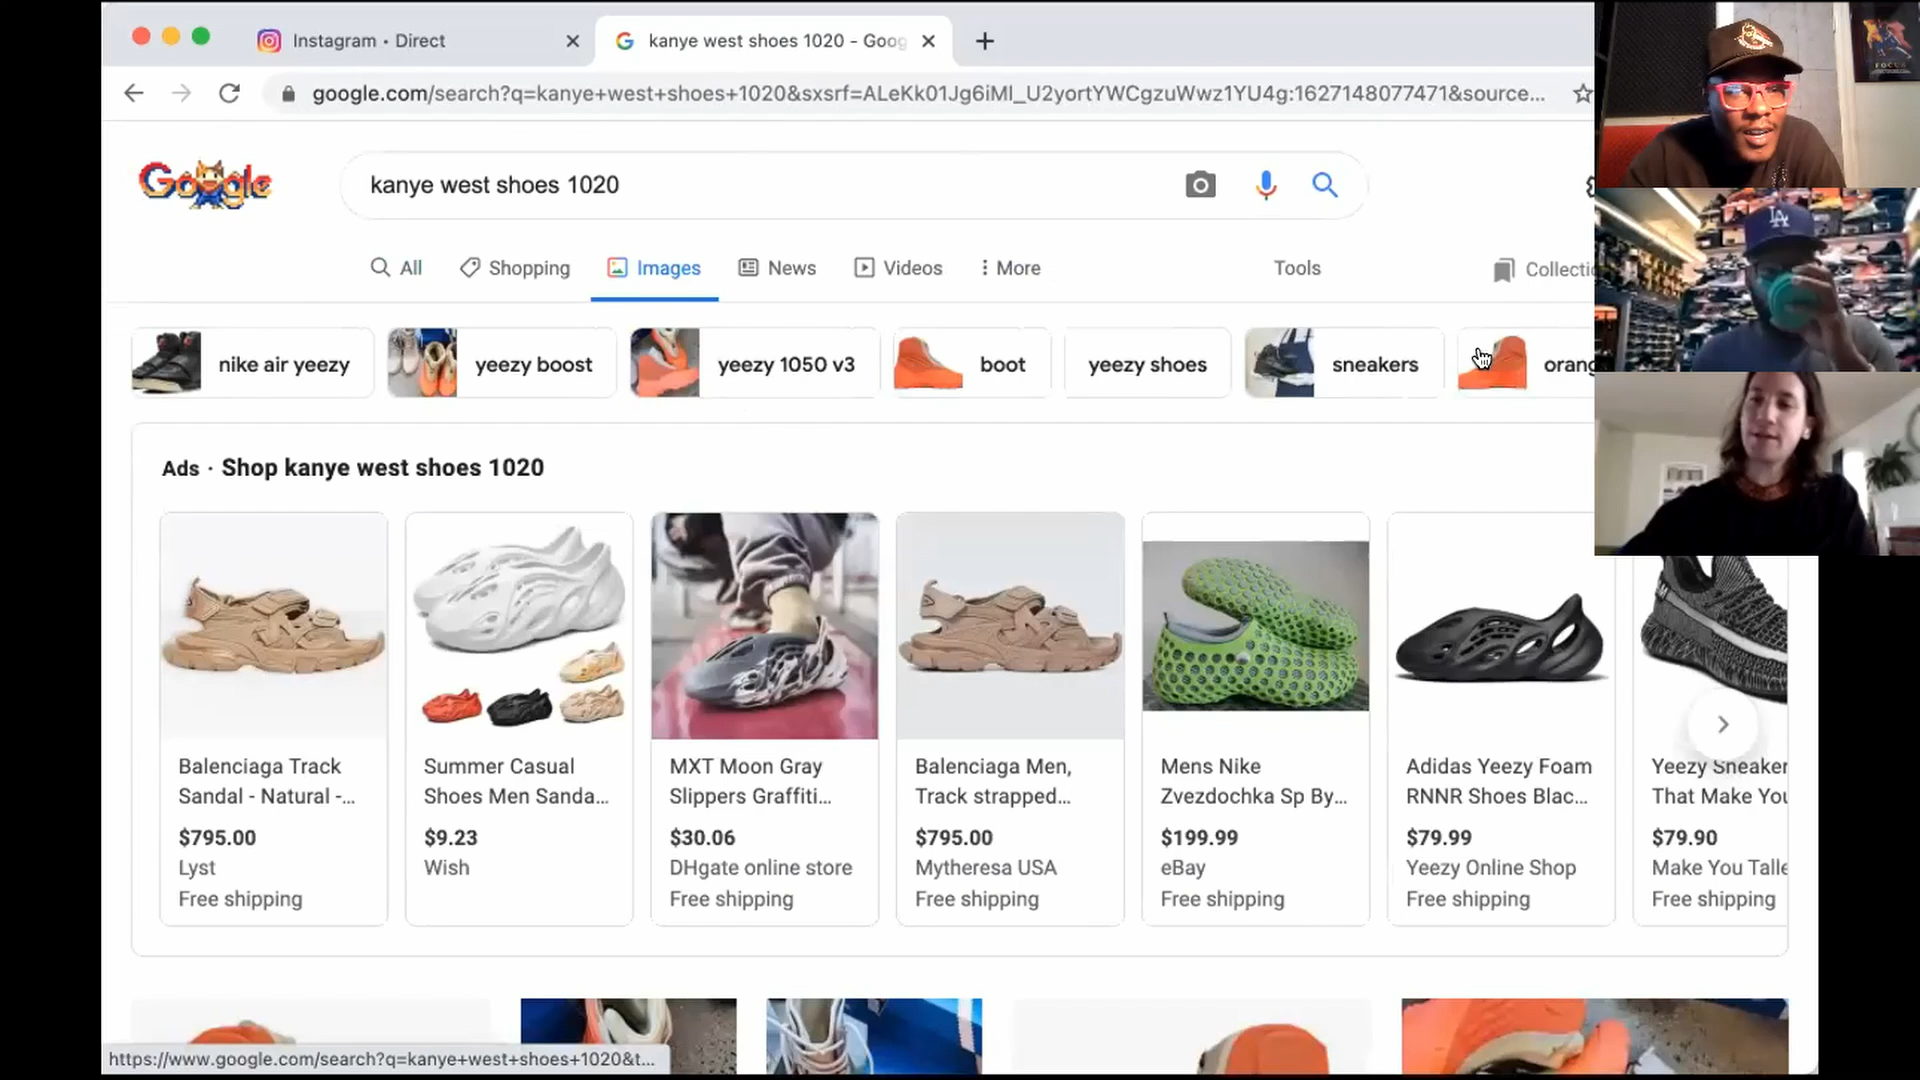 Instagram • Direct
kanye west shoes 1020 - Goog
google.com/search?q=kanye+west+shoes+1020&sxsrf=ALeKk01Jg6iMI_U2yortYWCgzuWwz1YU4g:1627148077471&source...
Google
kanye west shoes 1020
All
Shopping
Images
News
Videos
More
Tools
Collectio
nike air yeezy
yeezy boost
yeezy 1050 v3
boot
yeezy shoes
sneakers
orang
Ads · Shop kanye west shoes 1020
Balenciaga Track
Sandal - Natural -...
$795.00
Lyst
Free shipping
Summer Casual
Shoes Men Sanda...
$9.23
Wish
MXT Moon Gray
Slippers Graffiti...
$30.06
DHgate online store
Free shipping
Balenciaga Men,
Track strapped...
$795.00
Mytheresa USA
Free shipping
Mens Nike
Zvezdochka Sp By...
$199.99
eBay
Free shipping
Adidas Yeezy Foam
RNNR Shoes Blac...
$79.99
Yeezy Online Shop
Free shipping
Yeezy Sneaker
That Make You
$79.90
Make You Talle
Free shipping
https://www.google.com/search?q=kanye+west+shoes+1020&t...
FOCUS
LA